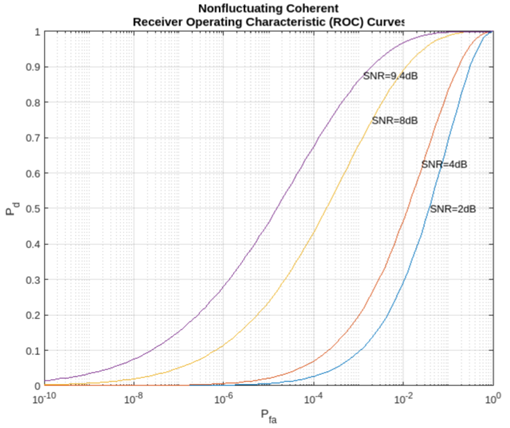 Nonfluctuating Coherent
Receiver Operating Characteristic (ROC) Curves
1
0.9
0.8
0.7
0.6
0.5
0.4
0.3
0.2
0.1
0
P_d
SNR=9.4dB
SNR=8dB
SNR=4dB
SNR=2dB
10^-10
10^-8
10^-6
10^-4
10^-2
10^0
P_fa